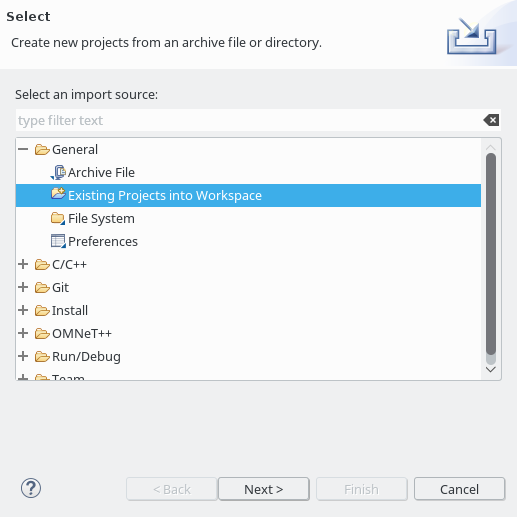 Select
Create new projects from an archive file or directory.
Select an import source:
type filter text
General
Archive File
Existing Projects into Workspace
File System
Preferences
C/C++
Git
Install
OMNeT++
Run/Debug
Team
?
< Back
Next >
Finish
Cancel